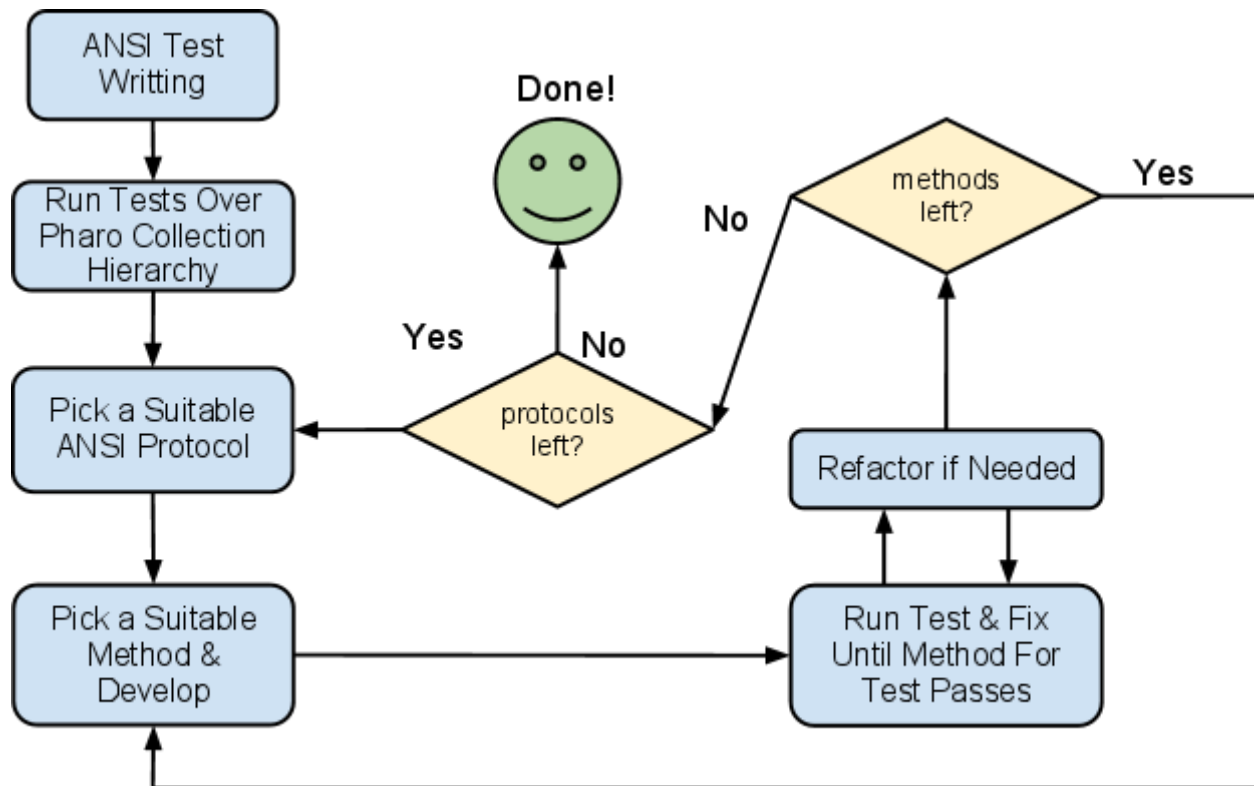 ANSI Test
Writting
Run Tests Over
Pharo Collection
Hierarchy
Pick a Suitable
ANSI Protocol
Pick a Suitable
Method &
Develop
Done!
Yes
No
protocols
left?
No
methods
left?
Yes
Refactor if Needed
Run Test & Fix
Until Method For
Test Passes